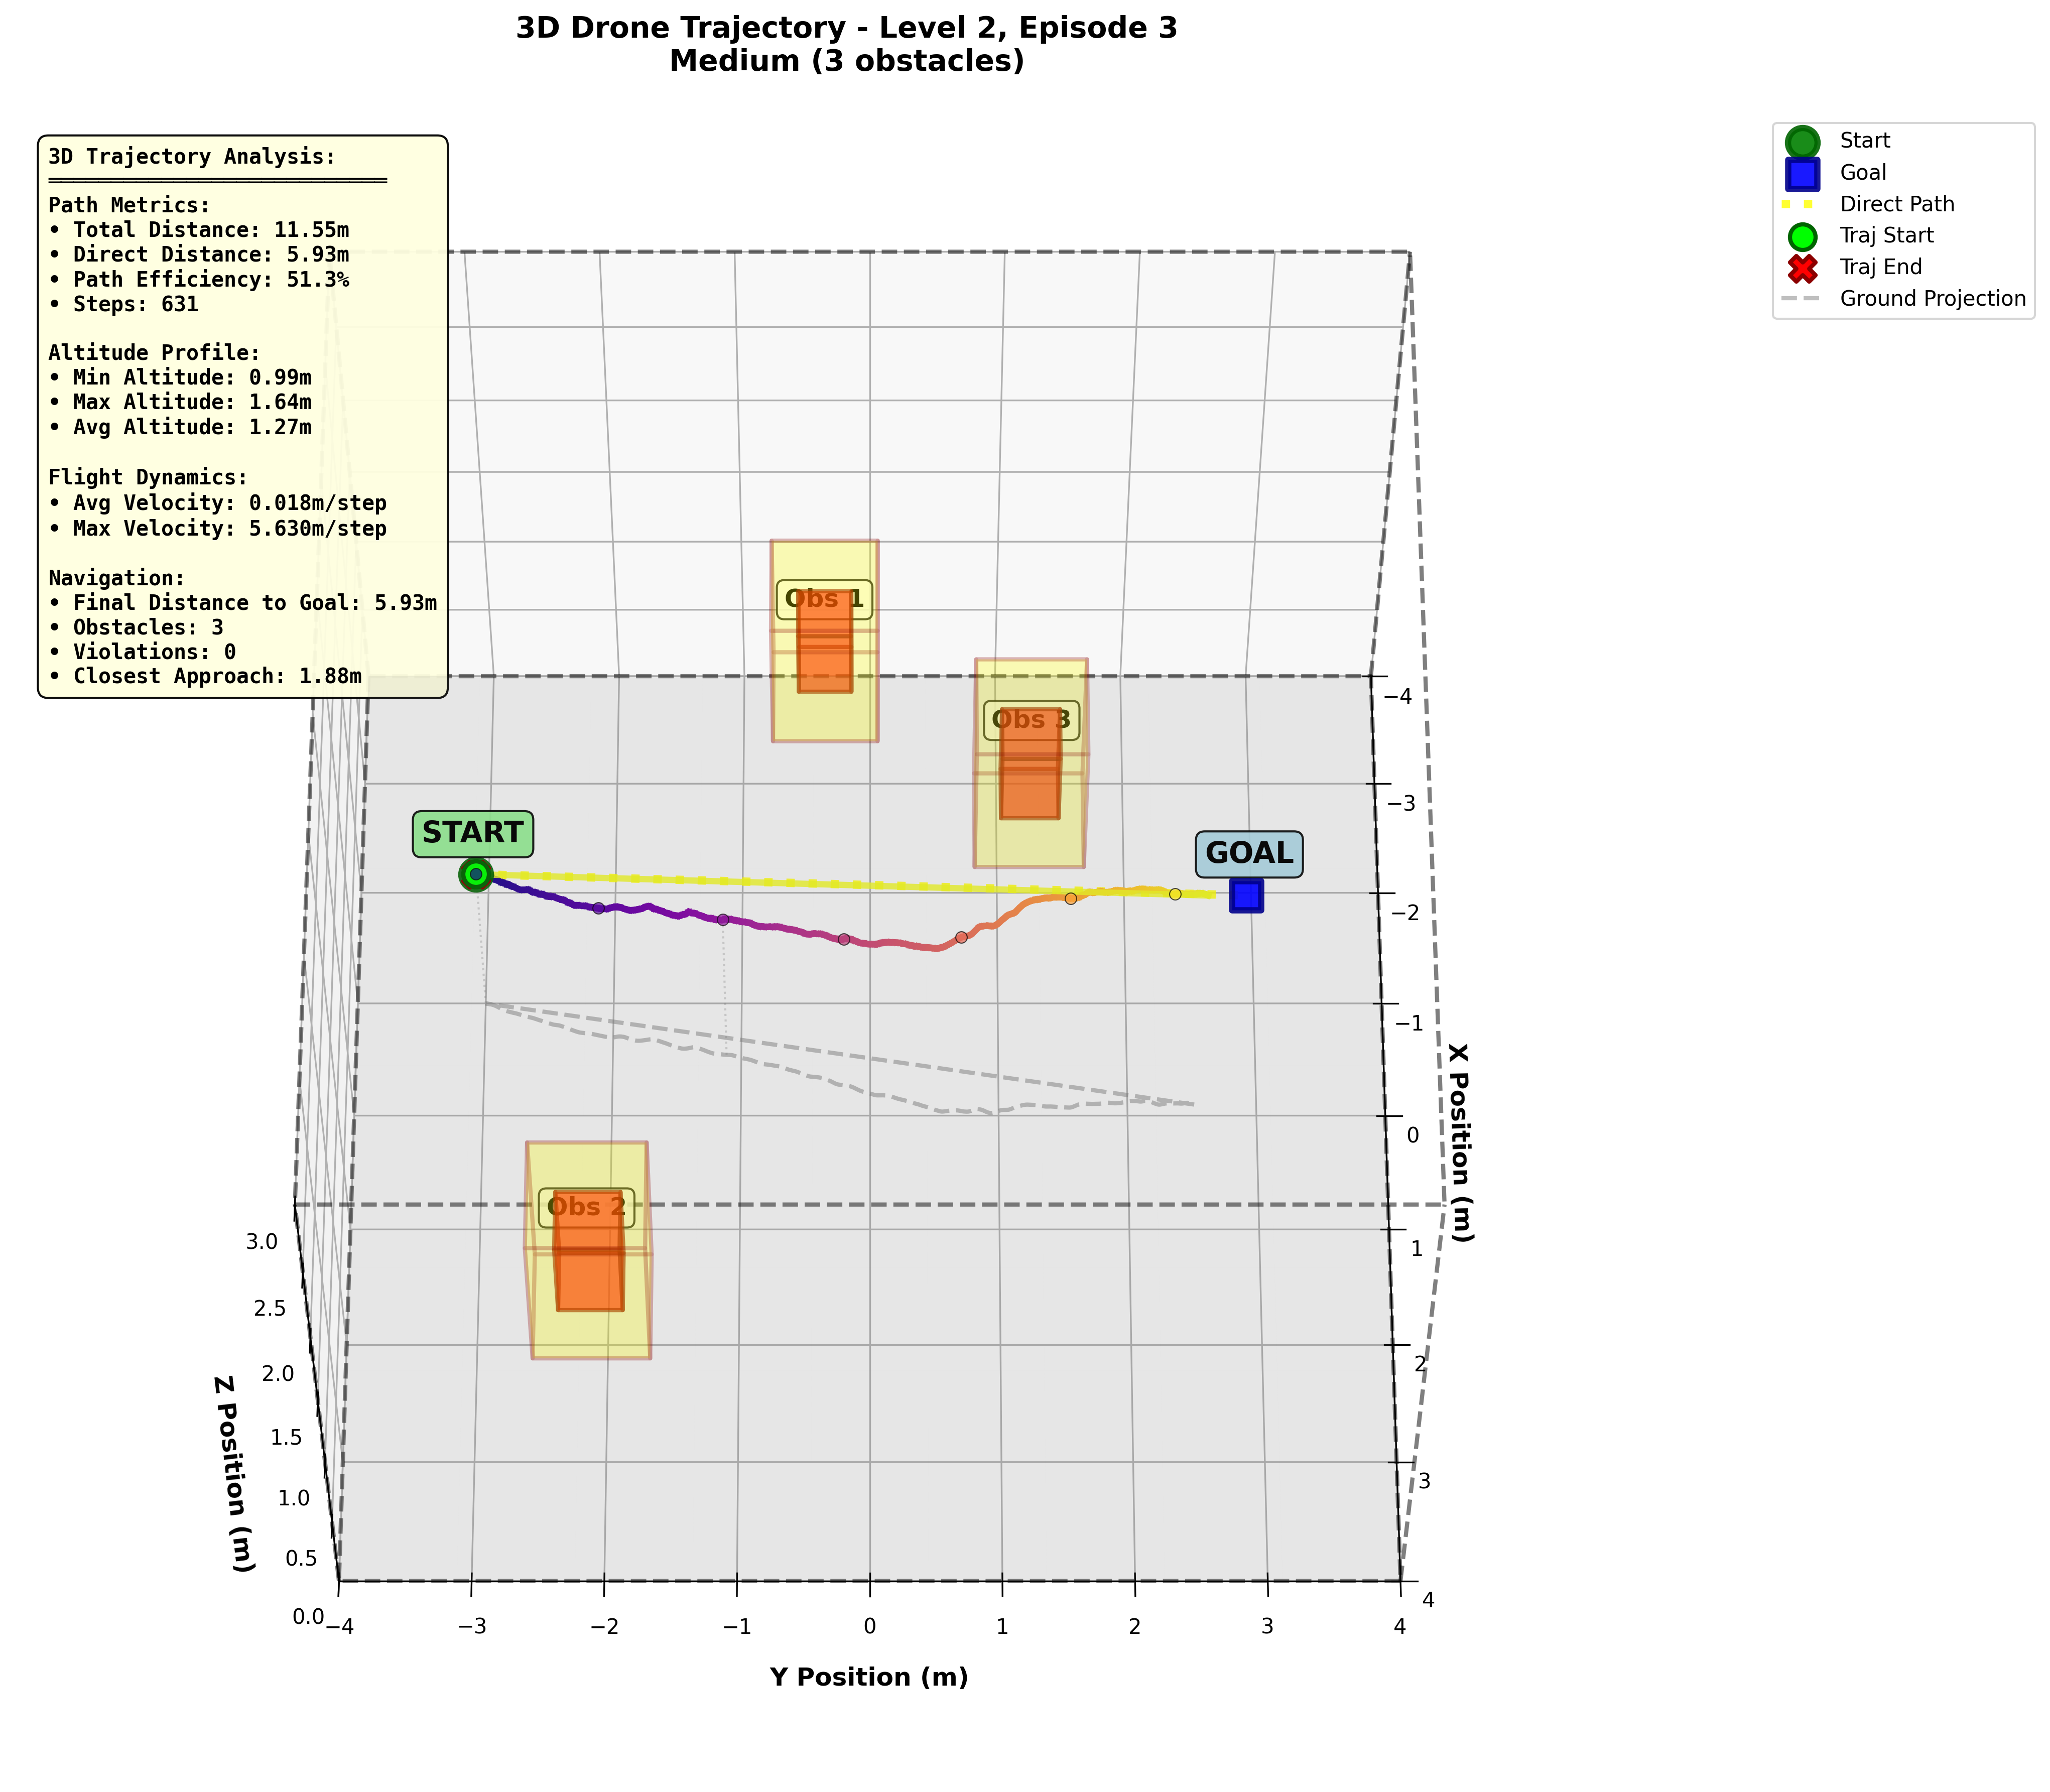 3D Drone Trajectory - Level 2, Episode 3
Medium (3 obstacles)
3D Trajectory Analysis:
Path Metrics:
• Total Distance: 11.55m
• Direct Distance: 5.93m
• Path Efficiency: 51.3%
• Steps: 631
Altitude Profile:
• Min Altitude: 0.99m
• Max Altitude: 1.64m
• Avg Altitude: 1.27m
Flight Dynamics:
• Avg Velocity: 0.018m/step
• Max Velocity: 5.630m/step
Navigation:
• Final Distance to Goal: 5.93m
• Obstacles: 3
• Violations: 0
• Closest Approach: 1.88m
Start
Goal
Direct Path
Traj Start
Traj End
Ground Projection
Obs 1
Obs 3
START
GOAL
Obs 2
−4
−3
−2
−1
0
1
2
3
4
X Position (m)
3.0
2.5
2.0
1.5
1.0
0.5
0.0
Z Position (m)
−4
−3
−2
−1
0
1
2
3
4
Y Position (m)